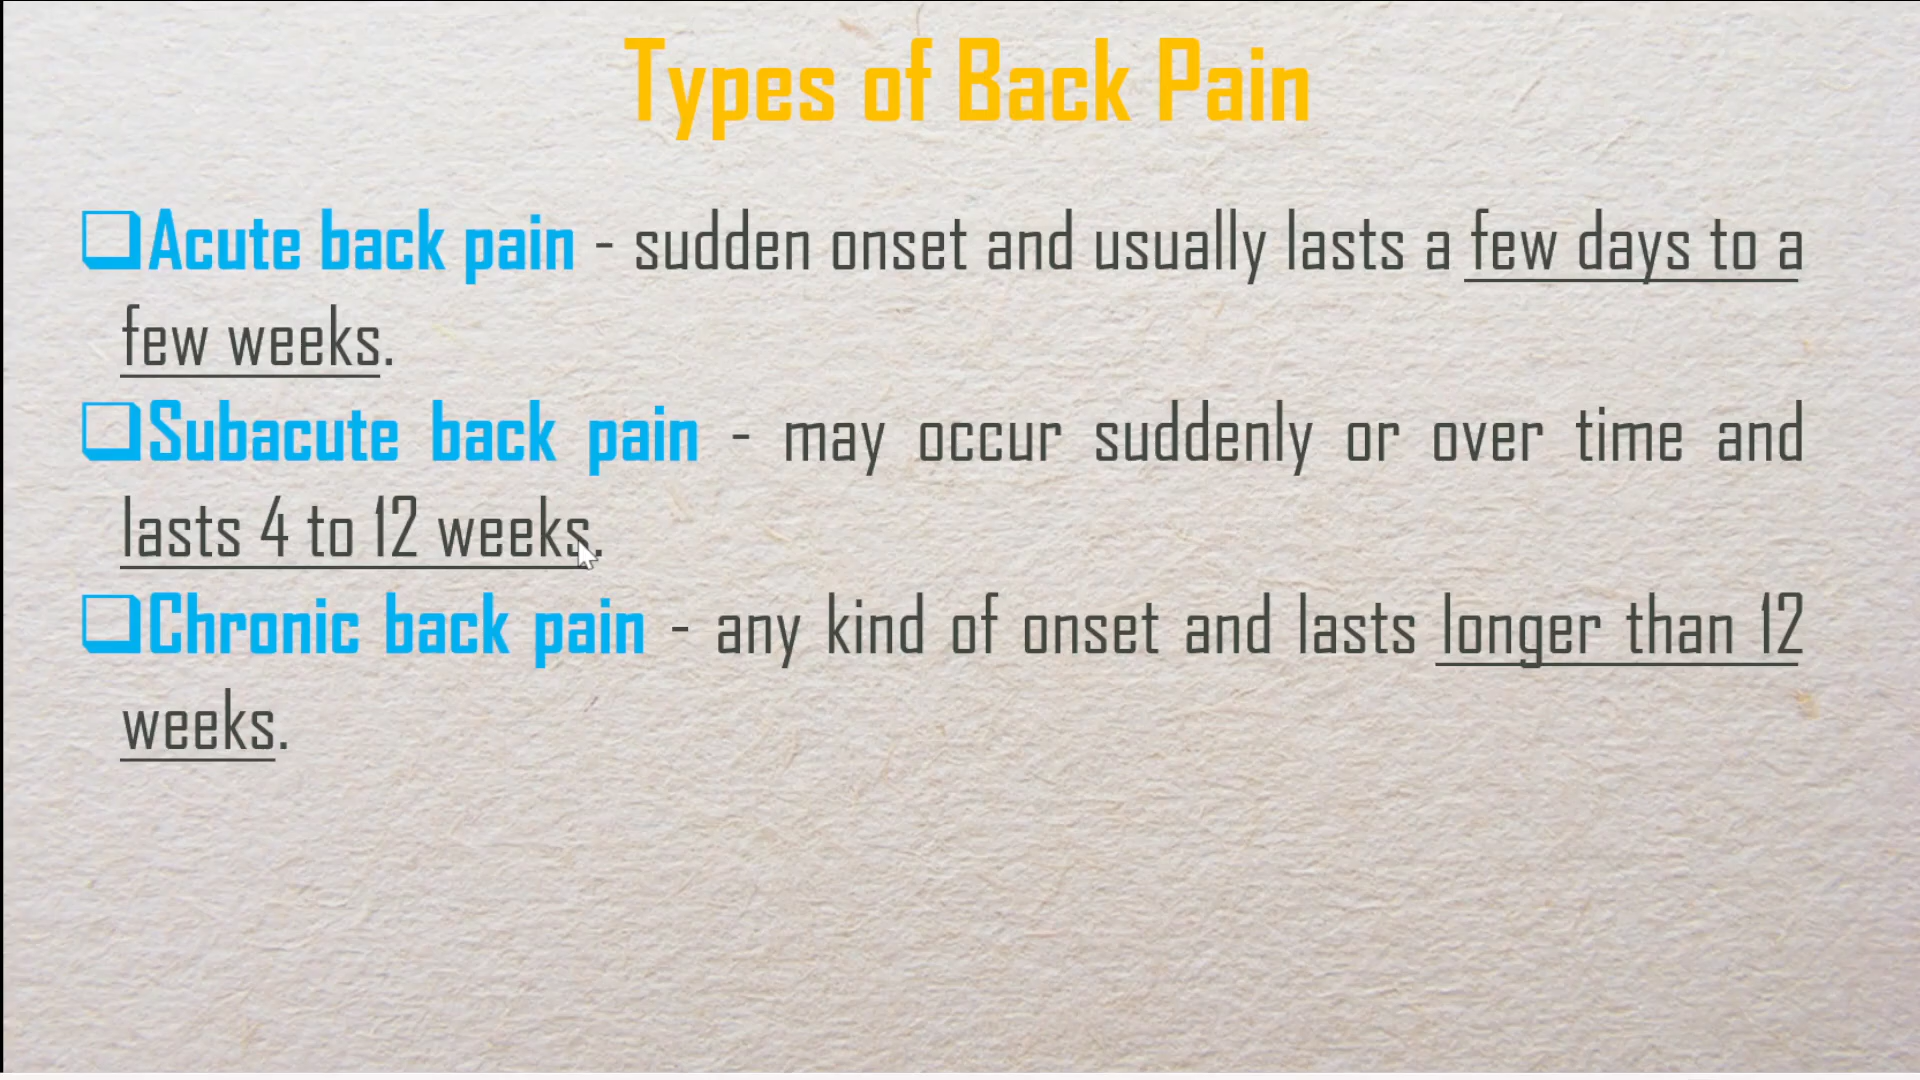 Types of Back Pain
❑Acute back pain - sudden onset and usually lasts a few days to a
few weeks.
❑Subacute back pain - may occur suddenly or over time and
lasts 4 to 12 weeks.
❑Chronic back pain - any kind of onset and lasts longer than 12
weeks.